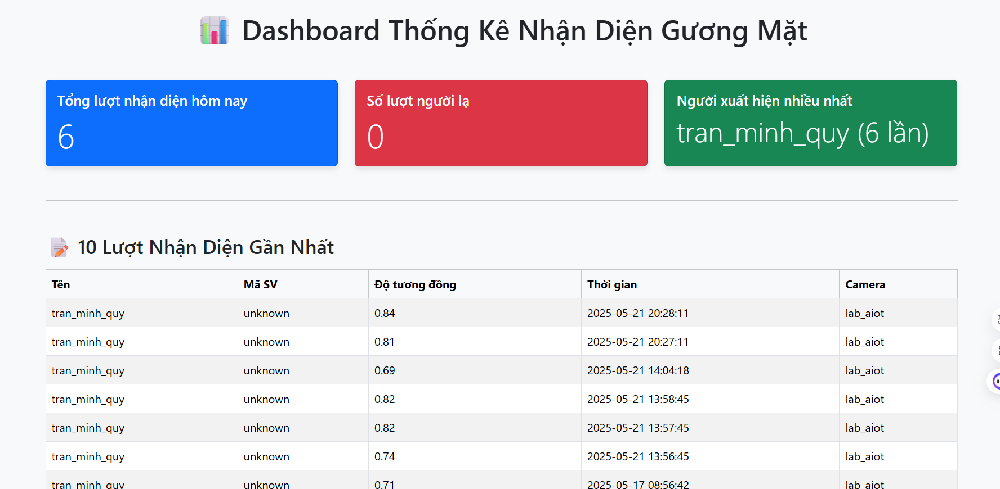 Dashboard Thống Kê Nhận Diện Gương Mặt
Tổng lượt nhận diện hôm nay
6
Số lượt người lạ
0
Người xuất hiện nhiều nhất
tran_minh_quy (6 lần)
10 Lượt Nhận Diện Gần Nhất
Tên Mã SV Độ tương đồng Thời gian Camera
tran_minh_quy unknown 0.84 2025-05-21 20:28:11 lab_aiot
tran_minh_quy unknown 0.81 2025-05-21 20:27:11 lab_aiot
tran_minh_quy unknown 0.69 2025-05-21 14:04:18 lab_aiot
tran_minh_quy unknown 0.82 2025-05-21 13:58:45 lab_aiot
tran_minh_quy unknown 0.82 2025-05-21 13:57:45 lab_aiot
tran_minh_quy unknown 0.74 2025-05-21 13:56:45 lab_aiot
tran_minh_quy unknown 0.71 2025-05-17 08:56:42 lab_aiot